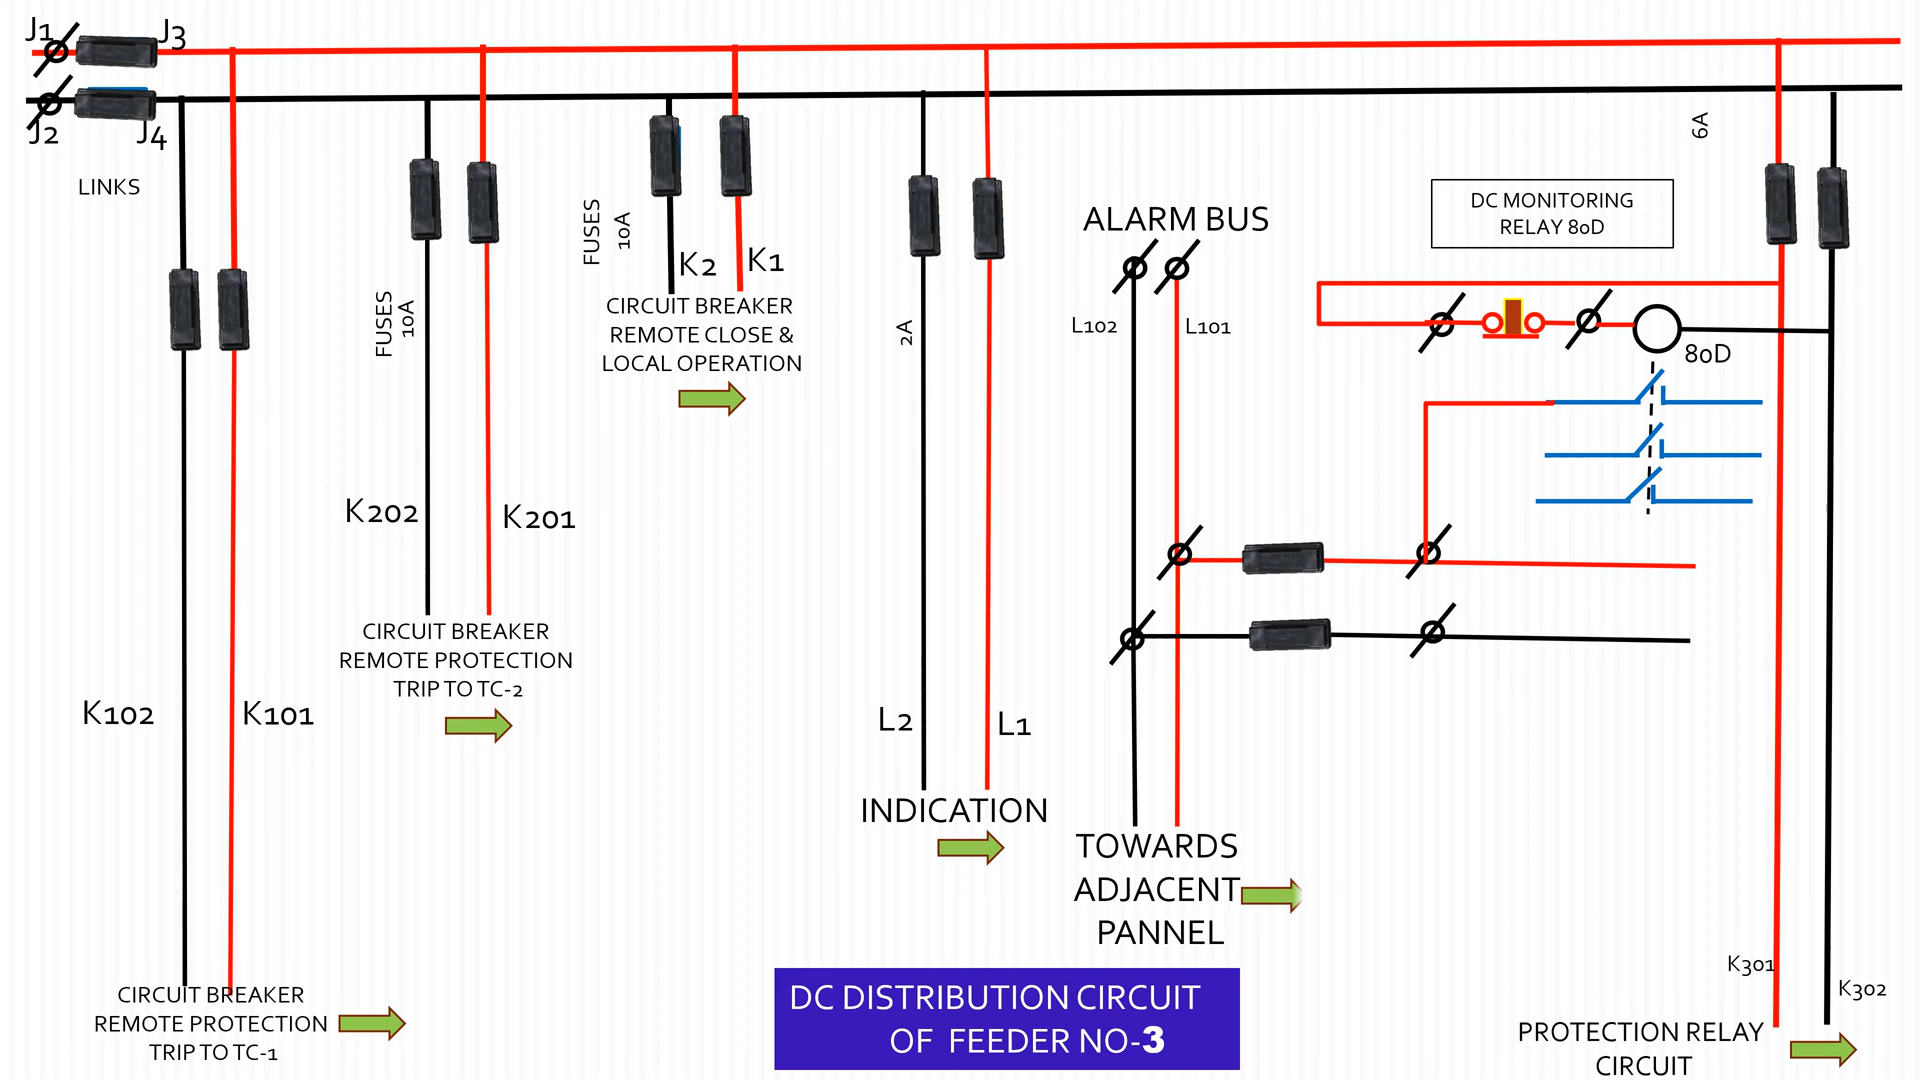 J1
J3
J2
J4
LINKS
6A
DC MONITORING
RELAY 80D
ALARM BUS
FUSES
10A
K2
K1
CIRCUIT BREAKER
REMOTE CLOSE &
LOCAL OPERATION
FUSES
10A
2A
L102
L101
80D
K202
K201
CIRCUIT BREAKER
REMOTE PROTECTION
TRIP TO TC-2
K102
K101
L2
L1
INDICATION
TOWARDS
ADJACENT
PANNEL
K301
K302
CIRCUIT BREAKER
REMOTE PROTECTION
TRIP TO TC-1
DC DISTRIBUTION CIRCUIT
OF FEEDER NO-3
PROTECTION RELAY
CIRCUIT